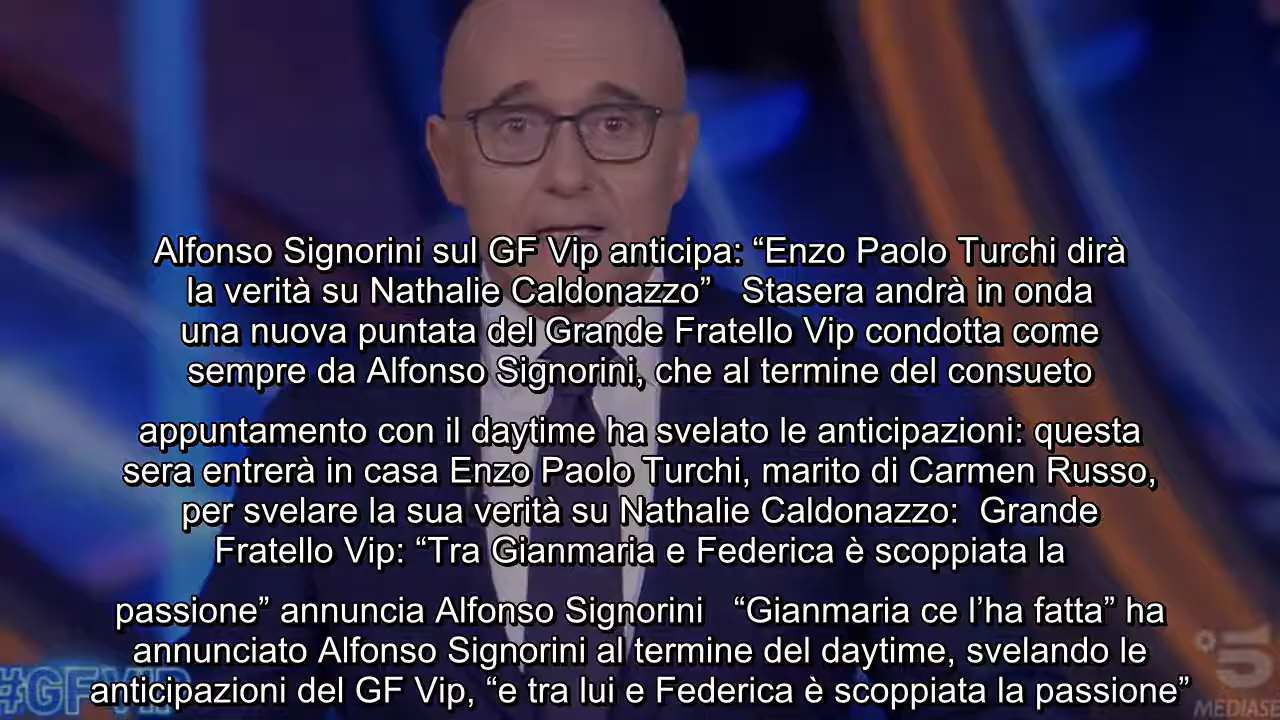 Alfonso Signorini sul GF Vip anticipa: “Enzo Paolo Turchi dirà
la verità su Nathalie Caldonazzo”   Stasera andrà in onda
una nuova puntata del Grande Fratello Vip condotta come
sempre da Alfonso Signorini, che al termine del consueto
appuntamento con il daytime ha svelato le anticipazioni: questa
sera entrerà in casa Enzo Paolo Turchi, marito di Carmen Russo,
per svelare la sua verità su Nathalie Caldonazzo:  Grande
Fratello Vip: “Tra Gianmaria e Federica è scoppiata la
passione” annuncia Alfonso Signorini   “Gianmaria ce l’ha fatta” ha
annunciato Alfonso Signorini al termine del daytime, svelando le
anticipazioni del GF Vip, “e tra lui e Federica è scoppiata la passione”
#GFVIP
5
MEDIASE